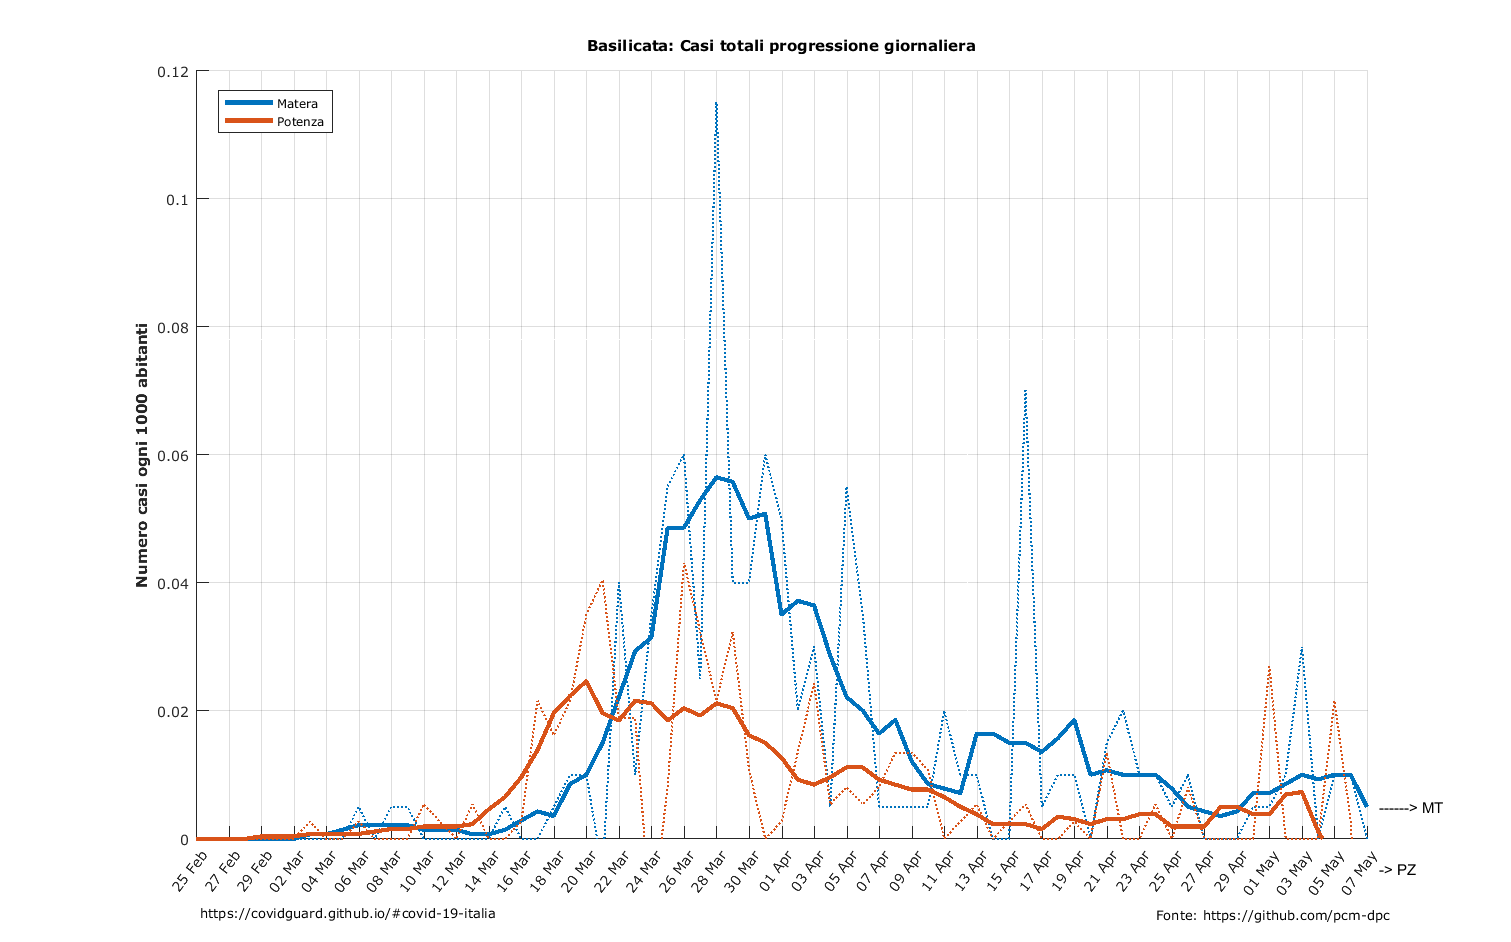 Basilicata: Casi totali progressione giornaliera
Numero casi ogni 1000 abitanti
0.12
0.1
0.08
0.06
0.04
0.02
0
Matera
Potenza
25 Feb
27 Feb
29 Feb
02 Mar
04 Mar
06 Mar
08 Mar
10 Mar
12 Mar
14 Mar
16 Mar
18 Mar
20 Mar
22 Mar
24 Mar
26 Mar
28 Mar
30 Mar
01 Apr
03 Apr
05 Apr
07 Apr
09 Apr
11 Apr
13 Apr
15 Apr
17 Apr
19 Apr
21 Apr
23 Apr
25 Apr
27 Apr
29 Apr
01 May
03 May
05 May
07 May
------> MT
-> PZ
https://covidguard.github.io/#covid-19-italia
Fonte: https://github.com/pcm-dpc